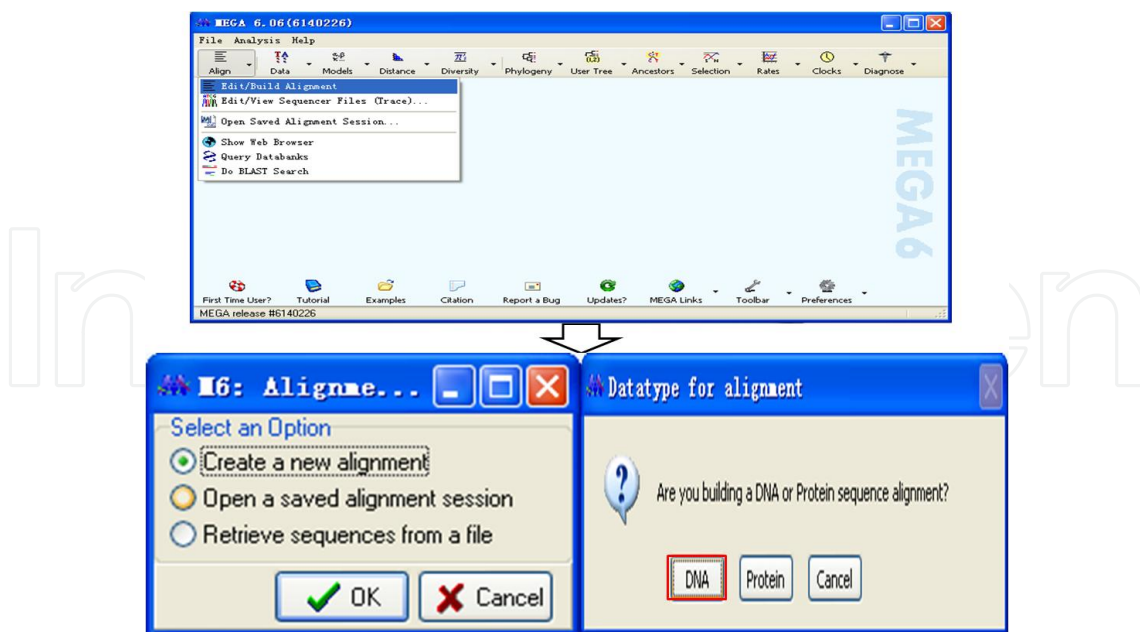 MEGA 6.06(6140226)
File Analysis Help
Align Data Models Distance Diversity Phylogeny User Tree Ancestors Selection Rates Clocks Diagnose
Edit/Build Alignment
Edit/View Sequencer Files (Trace)...
Open Saved Alignment Session...
Show Web Browser
Query Databanks
Do BLAST Search
MEGA6
First Time User? Tutorial Examples Citation Report a Bug Updates? MEGA Links Toolbar Preferences
MEGA release #6140226
M6: Alignme...
Select an Option
Create a new alignment
Open a saved alignment session
Retrieve sequences from a file
OK Cancel
Datatype for alignment
Are you building a DNA or Protein sequence alignment?
DNA Protein Cancel